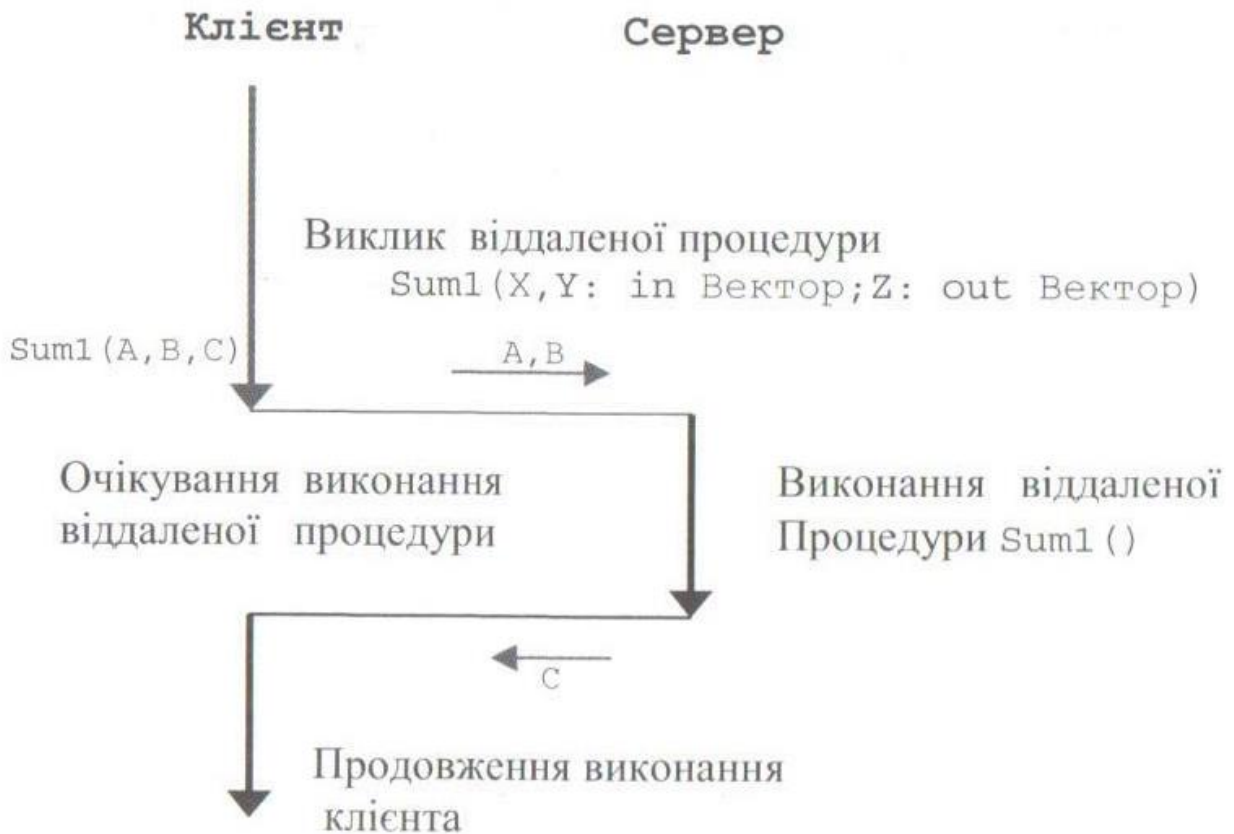 Клієнт Сервер
Виклик віддаленої процедури
Sum1(X,Y: in Вектор;Z: out Вектор)
Sum1(A,B,C)
A,B
Очікування виконання
віддаленої процедури
Виконання віддаленої
Процедури Sum1()
C
Продовження виконання
клієнта